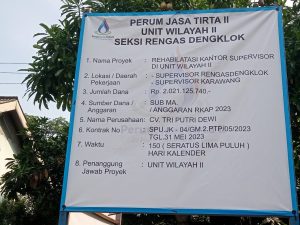 PERUM JASA TIRTA II
UNIT WILAYAH II
SEKSI RENGAS DENGKLOK
1. Nama Proyek : REHABILITASI KANTOR SUPERVISOR
DI UNIT WILAYAH II
2. Lokasi / Daerah : - SUPERVISOR RENGASDENGKLOK
Pekerjaan - SUPERVISOR KARAWANG
3. Jumlah Dana : Rp. 2.021.125.740.-
4. Sumber Dana : SUB MA.
Anggaran /ANGGARAN RKAP 2023
5. Nama Perusahaan : CV. TRI PUTRI DEWI
6. Kontrak No : SPIJ.JK - 04/GM.2.PTP/05/2023
TGL.31 MEI 2023
7. Waktu : 150 ( SERATUS LIMA PULUH )
HARI KALENDER
8. Penanggung : UNIT WILAYAH II
Jawab Proyek